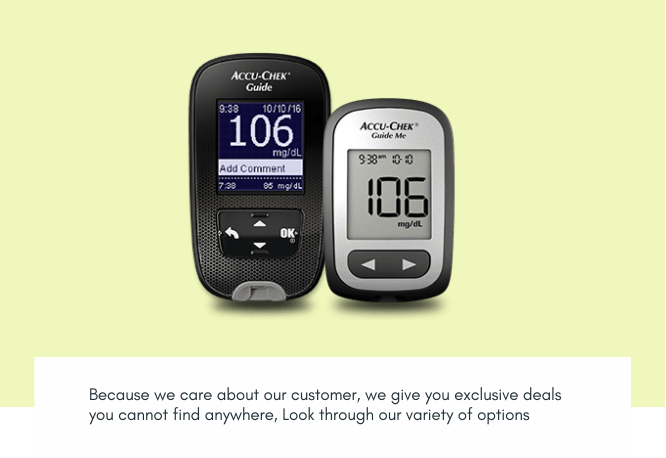 ACCU-CHEK®
Guide
9:38 10/10/16
106
mg/dL
Add Comment
7:38 85 mg/dL
OK
ACCU-CHEK®
Guide Me
9:38am 10-10
106
mg/dL
Because we care about our customer, we give you exclusive deals
you cannot find anywhere, Look through our variety of options